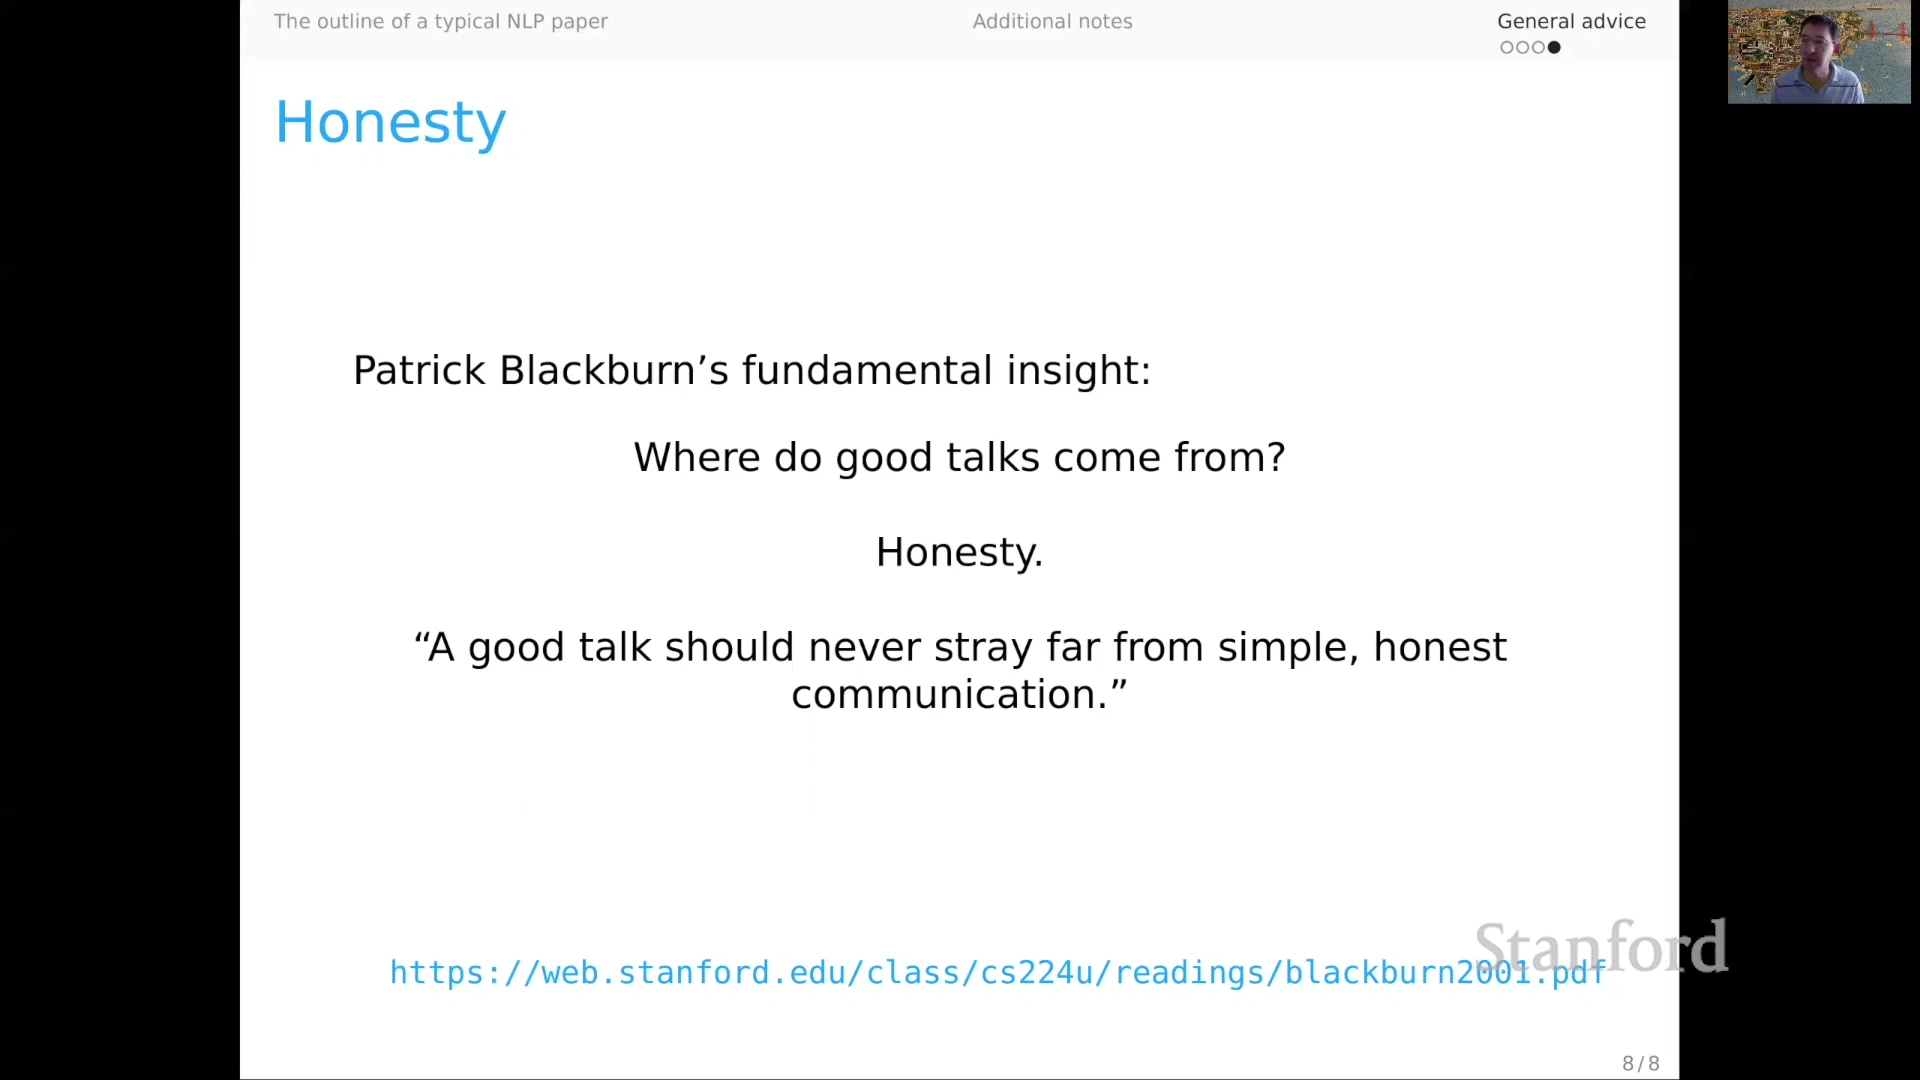 The outline of a typical NLP paper
Additional notes
General advice
Honesty
Patrick Blackburn’s fundamental insight:
Where do good talks come from?
Honesty.
“A good talk should never stray far from simple, honest
communication.”
https://web.stanford.edu/class/cs224u/readings/blackburn2001.pdf
Stanford
8/8